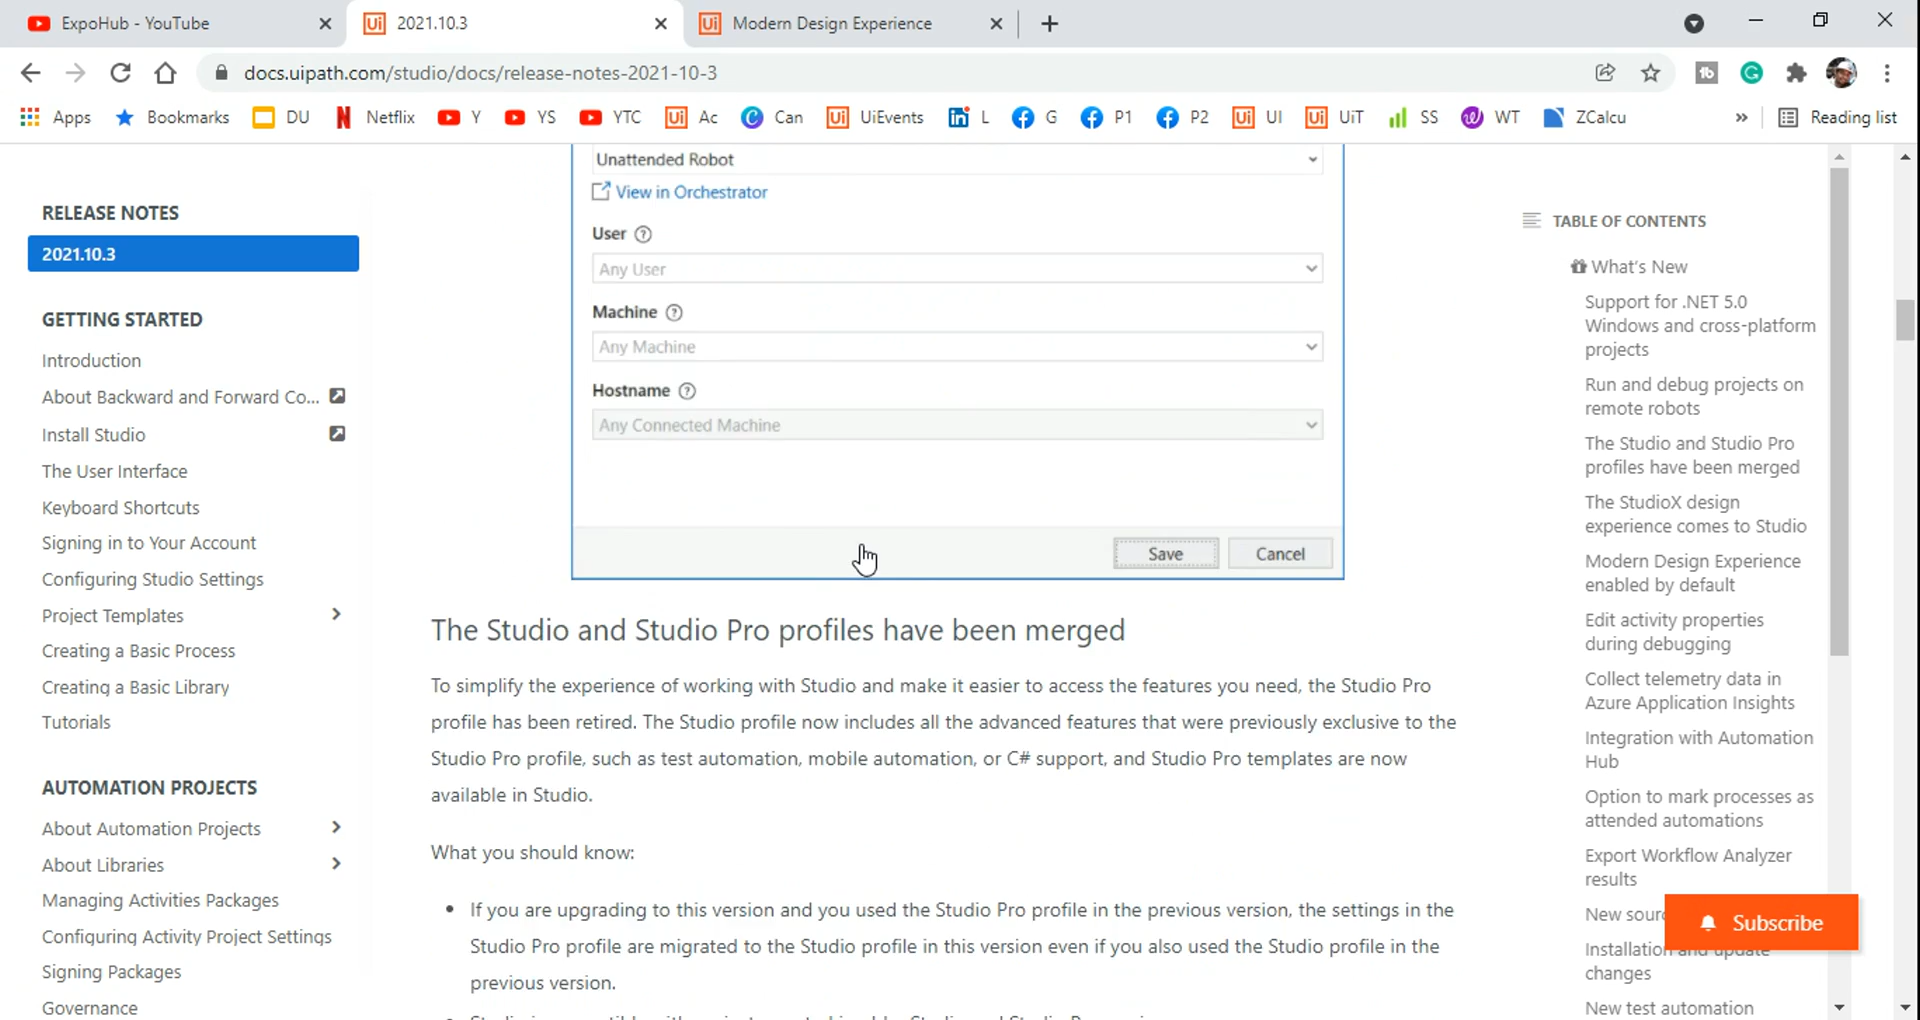 ExpoHub - YouTube
Ui 2021.10.3
Ui Modern Design Experience
docs.uipath.com/studio/docs/release-notes-2021-10-3
Apps Bookmarks DU Netflix Y YS YTC Ui Ac Can Ui UiEvents L G P1 P2 Ui UI Ui UiT SS WT ZCalcu » Reading list
RELEASE NOTES
2021.10.3
GETTING STARTED
Introduction
About Backward and Forward Co...
Install Studio
The User Interface
Keyboard Shortcuts
Signing in to Your Account
Configuring Studio Settings
Project Templates
Creating a Basic Process
Creating a Basic Library
Tutorials
AUTOMATION PROJECTS
About Automation Projects
About Libraries
Managing Activities Packages
Configuring Activity Project Settings
Signing Packages
Governance
Unattended Robot
View in Orchestrator
User ?
Any User
Machine ?
Any Machine
Hostname ?
Any Connected Machine
Save Cancel
The Studio and Studio Pro profiles have been merged
To simplify the experience of working with Studio and make it easier to access the features you need, the Studio Pro
profile has been retired. The Studio profile now includes all the advanced features that were previously exclusive to the
Studio Pro profile, such as test automation, mobile automation, or C# support, and Studio Pro templates are now
available in Studio.
What you should know:
• If you are upgrading to this version and you used the Studio Pro profile in the previous version, the settings in the
Studio Pro profile are migrated to the Studio profile in this version even if you also used the Studio profile in the
previous version.
TABLE OF CONTENTS
What's New
Support for .NET 5.0
Windows and cross-platform
projects
Run and debug projects on
remote robots
The Studio and Studio Pro
profiles have been merged
The StudioX design
experience comes to Studio
Modern Design Experience
enabled by default
Edit activity properties
during debugging
Collect telemetry data in
Azure Application Insights
Integration with Automation
Hub
Option to mark processes as
attended automations
Export Workflow Analyzer
results
New
Subscribe
Installation and update
changes
New test automation